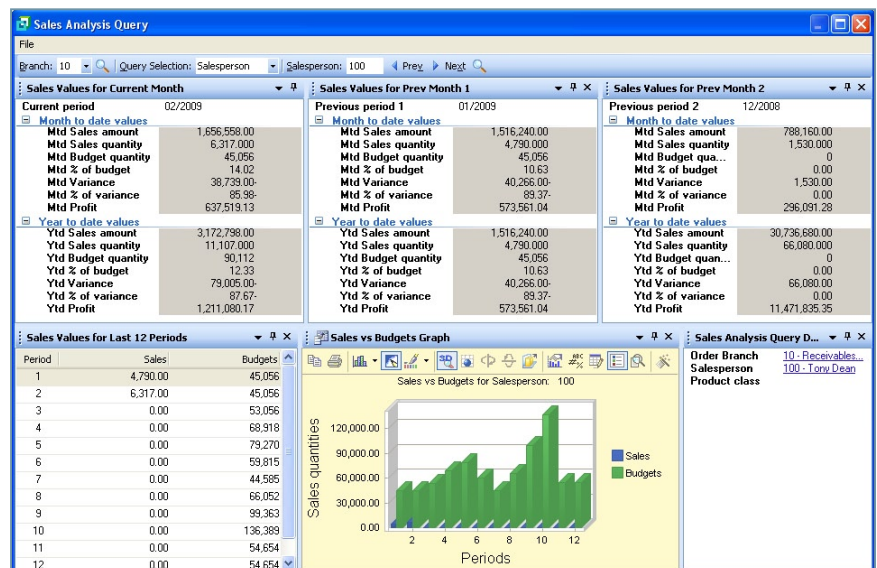 Sales Analysis Query
File
Branch: 10 Query Selection: Salesperson Salesperson: 100 Prev Next
Sales Values for Current Month
Current period 02/2009
Month to date values
Mtd Sales amount 1,656,558.00
Mtd Sales quantity 6,317.000
Mtd Budget quantity 45,056
Mtd % of budget 14.02
Mtd Variance 38,739.00-
Mtd % of variance 85.98-
Mtd Profit 637,519.13
Year to date values
Ytd Sales amount 3,172,798.00
Ytd Sales quantity 11,107.000
Ytd Budget quantity 90,112
Ytd % of budget 12.33
Ytd Variance 79,005.00-
Ytd % of variance 87.67-
Ytd Profit 1,211,080.17
Sales Values for Prev Month 1
Previous period 1 01/2009
Month to date values
Mtd Sales amount 1,516,240.00
Mtd Sales quantity 4,790.000
Mtd Budget quantity 45,056
Mtd % of budget 10.63
Mtd Variance 40,266.00-
Mtd % of variance 89.37-
Mtd Profit 573,561.04
Year to date values
Ytd Sales amount 1,516,240.00
Ytd Sales quantity 4,790.000
Ytd Budget quantity 45,056
Ytd % of budget 10.63
Ytd Variance 40,266.00-
Ytd % of variance 89.37-
Ytd Profit 573,561.04
Sales Values for Prev Month 2
Previous period 2 12/2008
Month to date values
Mtd Sales amount 788,160.00
Mtd Sales quantity 1,530.000
Mtd Budget qua... 0
Mtd % of budget 0.00
Mtd Variance 1,530.00
Mtd % of variance 0.00
Mtd Profit 296,091.28
Year to date values
Ytd Sales amount 30,736,680.00
Ytd Sales quantity 66,080.000
Ytd Budget quan... 0
Ytd % of budget 0.00
Ytd Variance 66,080.00
Ytd % of variance 0.00
Ytd Profit 11,471,835.35
Sales Values for Last 12 Periods
Period Sales Budgets
1 4,790.00 45,056
2 6,317.00 45,056
3 0.00 53,056
4 0.00 68,918
5 0.00 79,270
6 0.00 59,815
7 0.00 44,585
8 0.00 66,052
9 0.00 99,363
10 0.00 136,389
11 0.00 54,654
12 0.00 54,654
Sales vs Budgets Graph
3D ABC
Sales vs Budgets for Salesperson: 100
Sales quantities
120,000.00
90,000.00
60,000.00
30,000.00
0.00
2 4 6 8 10 12
Periods
Sales
Budgets
Sales Analysis Query D...
Order Branch 10 - Receivables...
Salesperson 100 - Tony Dean
Product class